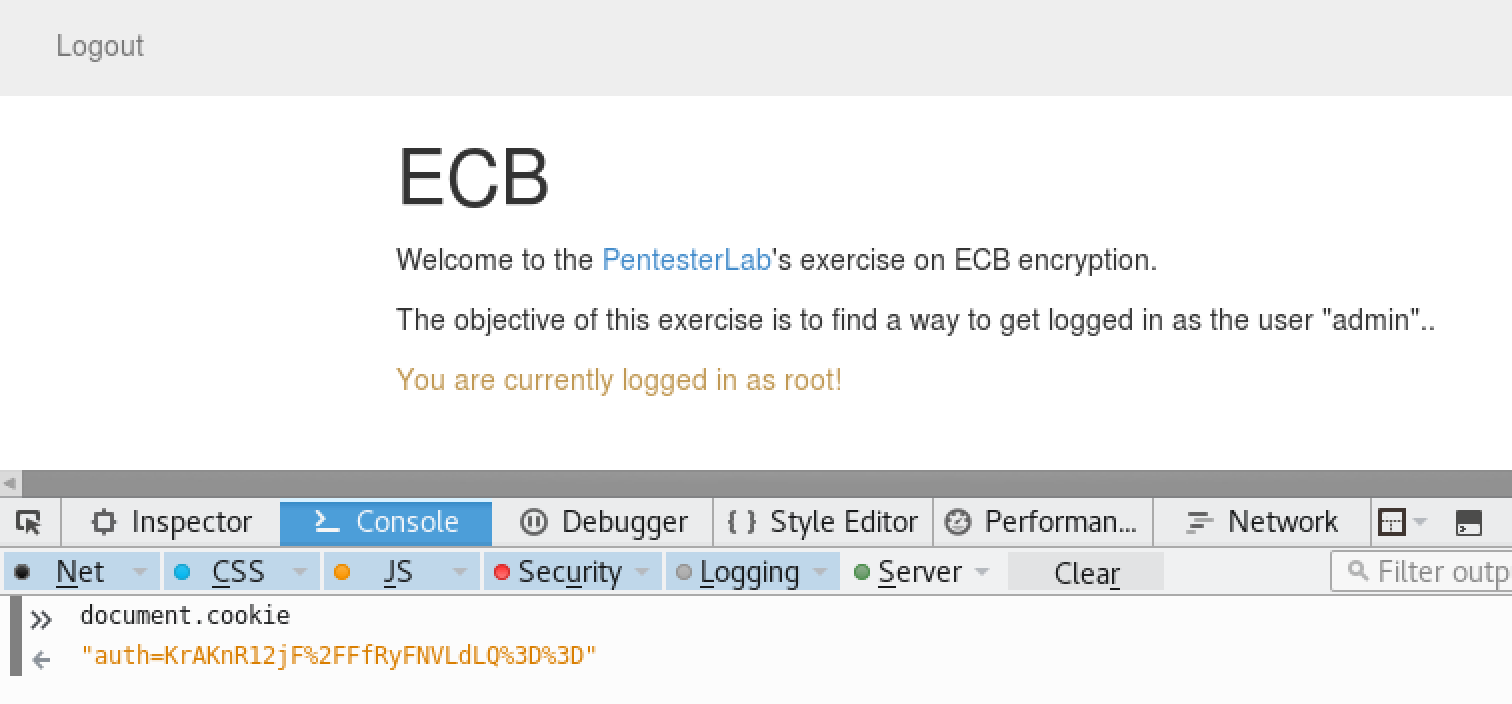 Logout
ECB
Welcome to the PentesterLab's exercise on ECB encryption.
The objective of this exercise is to find a way to get logged in as the user "admin"..
You are currently logged in as root!
Inspector Console Debugger { } Style Editor Performan... Network
Net CSS JS Security Logging Server Clear Filter outp
» document.cookie
"auth=KrAKnR12jF%2FFfRyFNVLdLQ%3D%3D"